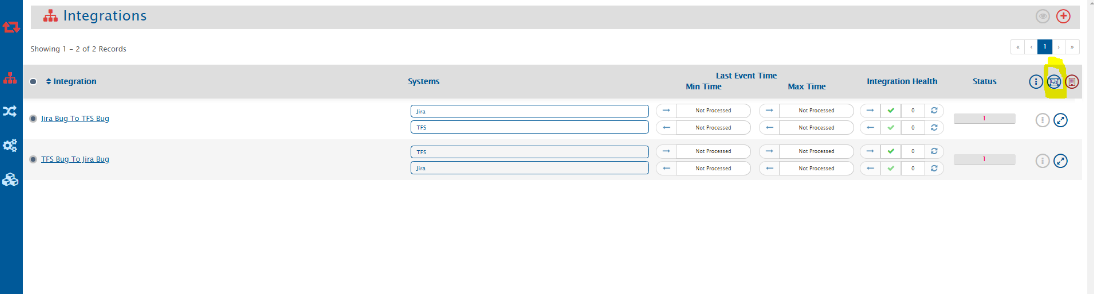 Integrations
Showing 1 - 2 of 2 Records
« ‹ 1 › »
Integration Systems Last Event Time Integration Health Status
Min Time Max Time
Jira Bug To TFS Bug Jira Not Processed Not Processed 0 1
TFS Not Processed Not Processed 0
TFS Bug To Jira Bug TFS Not Processed Not Processed 0 1
Jira Not Processed Not Processed 0